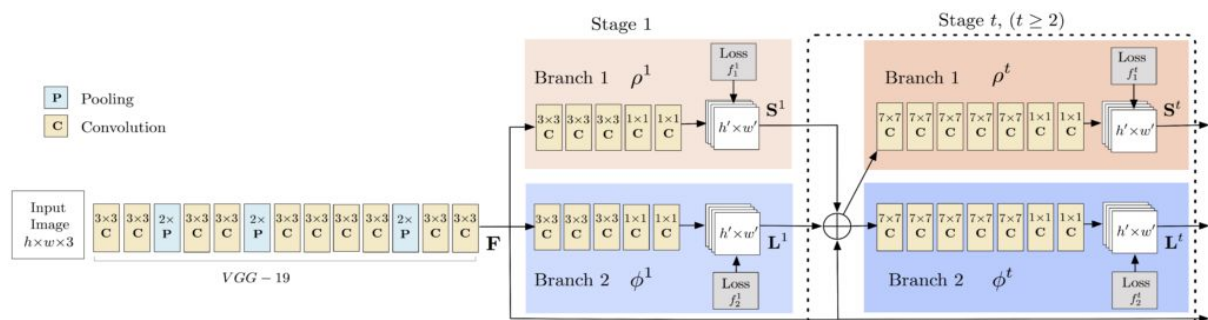 Stage 1
Stage t, (t ≥ 2)
P Pooling
C Convolution
Input
Image
h×w×3
3×3 3×3 2× 3×3 3×3 2× 3×3 3×3 3×3 3×3 2× 3×3 3×3
C C P C C P C C C C P C C
VGG − 19
F
Branch 1 ρ¹
Loss
f₁¹
3×3 3×3 3×3 1×1 1×1
C C C C C
h′×w′
S¹
3×3 3×3 3×3 1×1 1×1
C C C C C
h′×w′
L¹
Branch 2 ϕ¹
Loss
f₂¹
Branch 1 ρᵗ
Loss
f₁ᵗ
7×7 7×7 7×7 7×7 7×7 1×1 1×1
C C C C C C C
h′×w′
Sᵗ
7×7 7×7 7×7 7×7 7×7 1×1 1×1
C C C C C C C
h′×w′
Lᵗ
Branch 2 ϕᵗ
Loss
f₂ᵗ